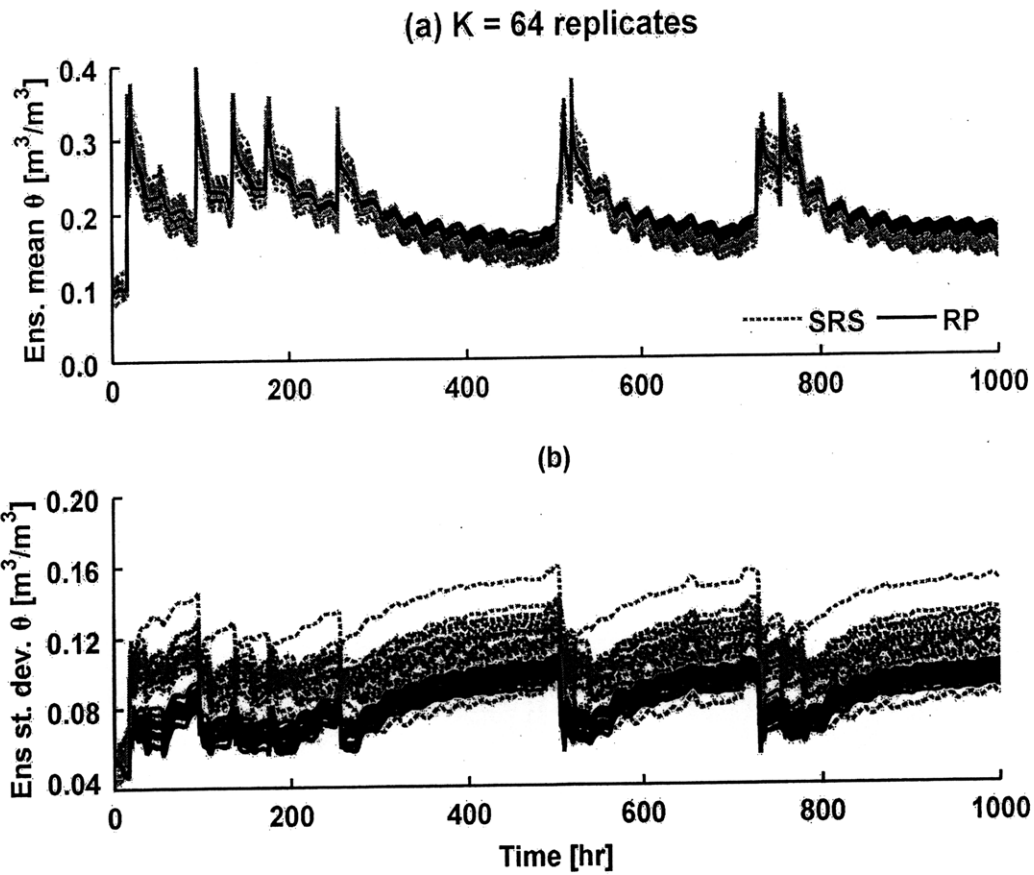 (a) K = 64 replicates
Ens. mean θ [m³/m³]
0.4
0.3
0.2
0.1
0.0
SRS RP
0 200 400 600 800 1000
(b)
Ens st. dev. θ [m³/m³]
0.20
0.16
0.12
0.08
0.04
0 200 400 600 800 1000
Time [hr]